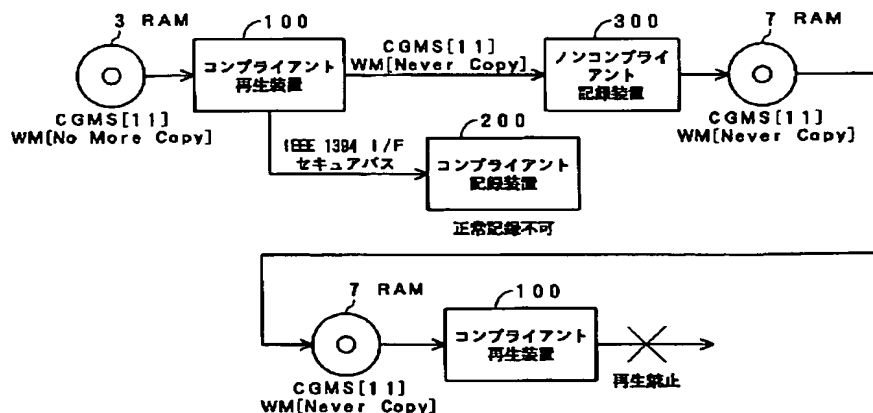 3 RAM
100
300
7 RAM
コンプライアント
再生装置
CGMS[11]
WM[Never Copy]
ノンコンプライ
アント
記録装置
CGMS[11]
WM[No More Copy]
CGMS[11]
WM[Never Copy]
200
IEEE 1394 I/F
セキュアバス
コンプライアント
記録装置
正常記録不可
7 RAM
100
コンプライアント
再生装置
再生禁止
CGMS[11]
WM[Never Copy]